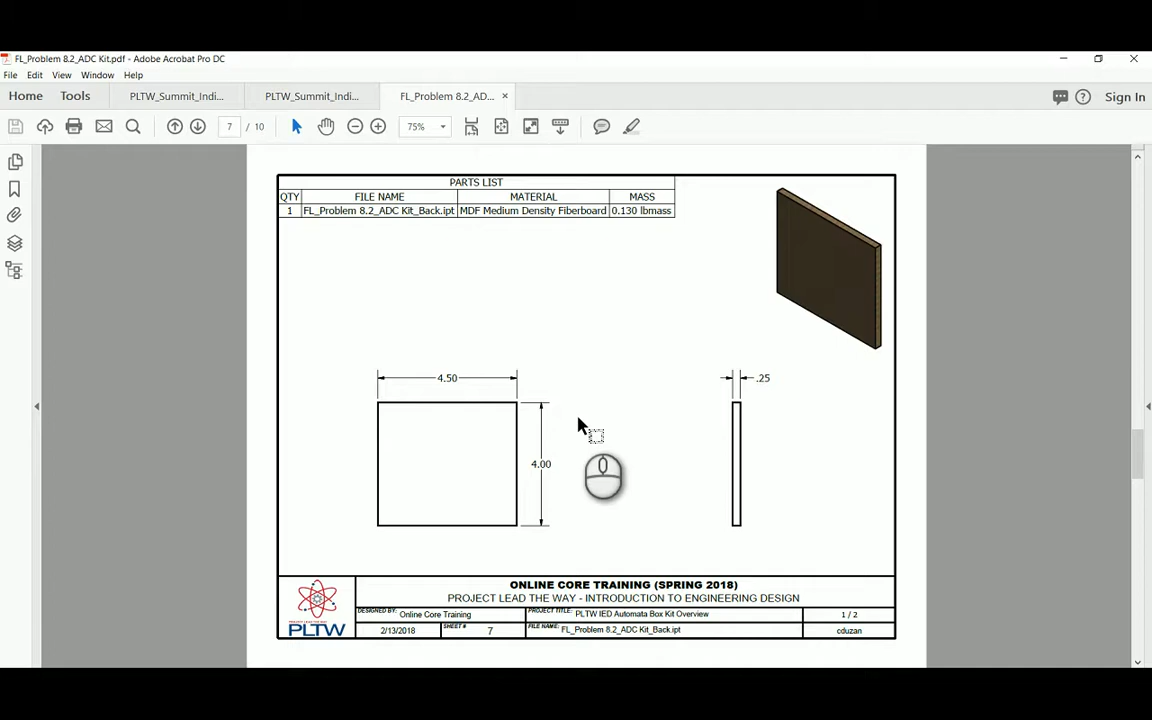 FL_Problem 8.2_ADC Kit.pdf - Adobe Acrobat Pro DC
File Edit View Window Help
Home Tools PLTW_Summit_Indi... PLTW_Summit_Indi... FL_Problem 8.2_AD... × Sign In
7 / 10 75%
PARTS LIST
QTY FILE NAME MATERIAL MASS
1 FL_Problem 8.2_ADC Kit_Back.ipt MDF Medium Density Fiberboard 0.130 lbmass
4.50 .25
4.00
ONLINE CORE TRAINING (SPRING 2018)
PROJECT LEAD THE WAY - INTRODUCTION TO ENGINEERING DESIGN
DESIGNED BY: Online Core Training PROJECT TITLE: PLTW IED Automata Box Kit Overview 1 / 2
PLTW 2/13/2018 SHEET # 7 FILE NAME: FL_Problem 8.2_ADC Kit_Back.ipt cduzan